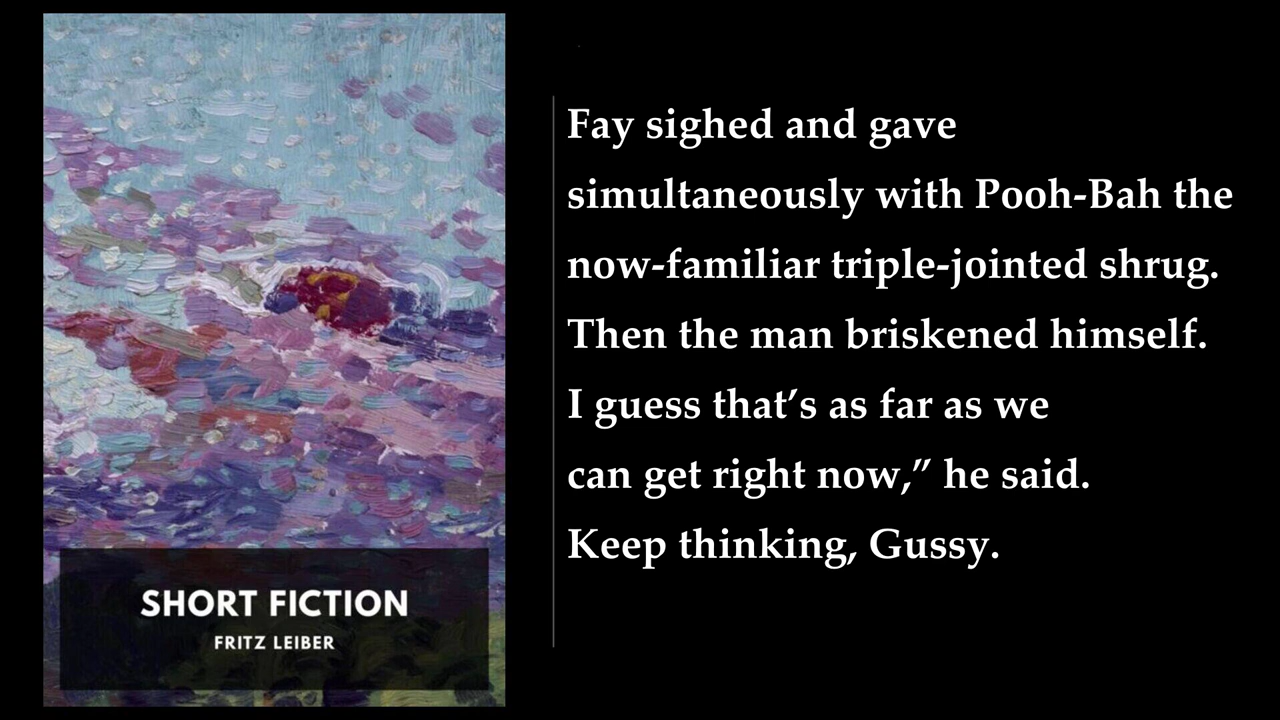 SHORT FICTION
FRITZ LEIBER
Fay sighed and gave
simultaneously with Pooh-Bah the
now-familiar triple-jointed shrug.
Then the man briskened himself.
I guess that’s as far as we
can get right now,” he said.
Keep thinking, Gussy.